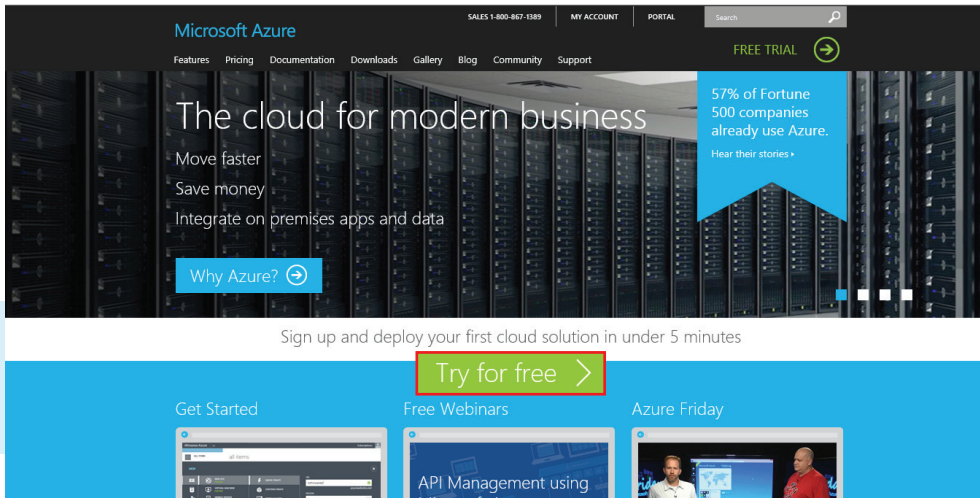 SALES 1-800-867-1389
MY ACCOUNT
PORTAL
Search
Microsoft Azure
FREE TRIAL
Features Pricing Documentation Downloads Gallery Blog Community Support
The cloud for modern business
Move faster
Save money
Integrate on premises apps and data
Why Azure?
57% of Fortune
500 companies
already use Azure.
Hear their stories
Sign up and deploy your first cloud solution in under 5 minutes
Try for free
Get Started
Free Webinars
Azure Friday
Microsoft Azure
all items
API Management using